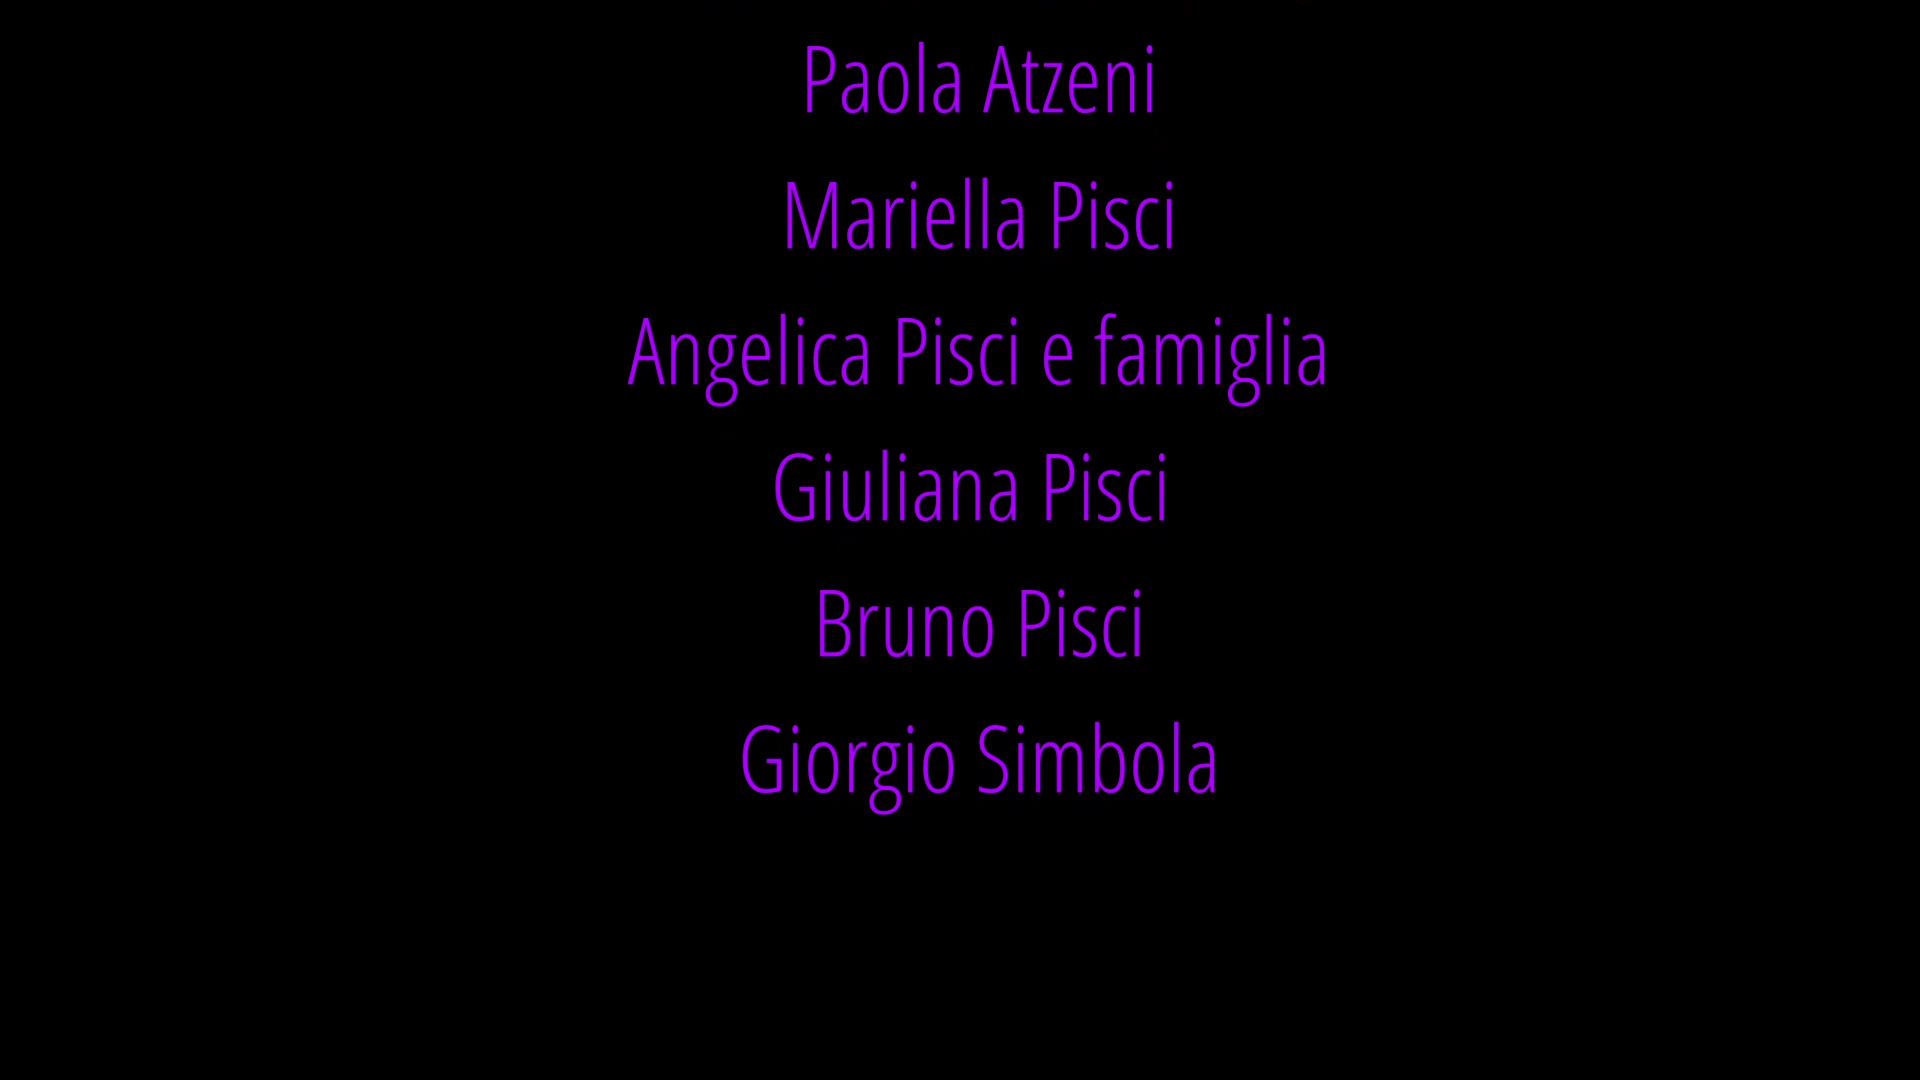 Paola Atzeni
Mariella Pisci
Angelica Pisci e famiglia
Giuliana Pisci
Bruno Pisci
Giorgio Simbola